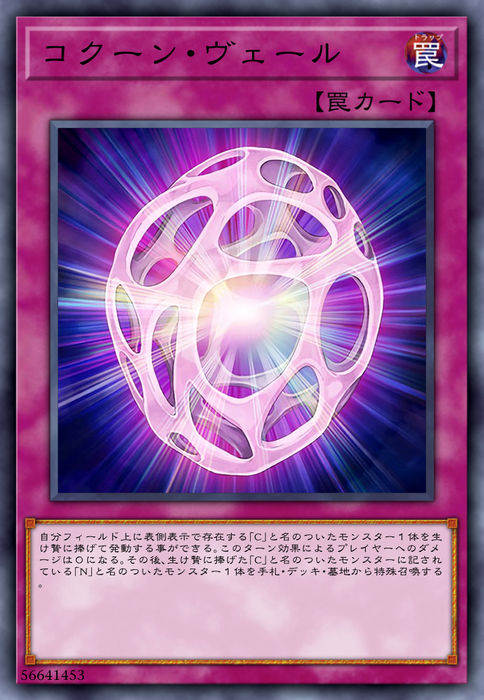 コクーン・ヴェール
トラップ
罠
【罠カード】
自分フィールド上に表側表示で存在する「C」と名のついたモンスター１体を生
け贄に捧げて発動する事ができる。このターン効果によるプレイヤーへのダメ
ージは０になる。その後、生け贄に捧げた「C」と名のついたモンスターに記され
ている「N」と名のついたモンスター１体を手札・デッキ・墓地から特殊召喚する
。
56641453